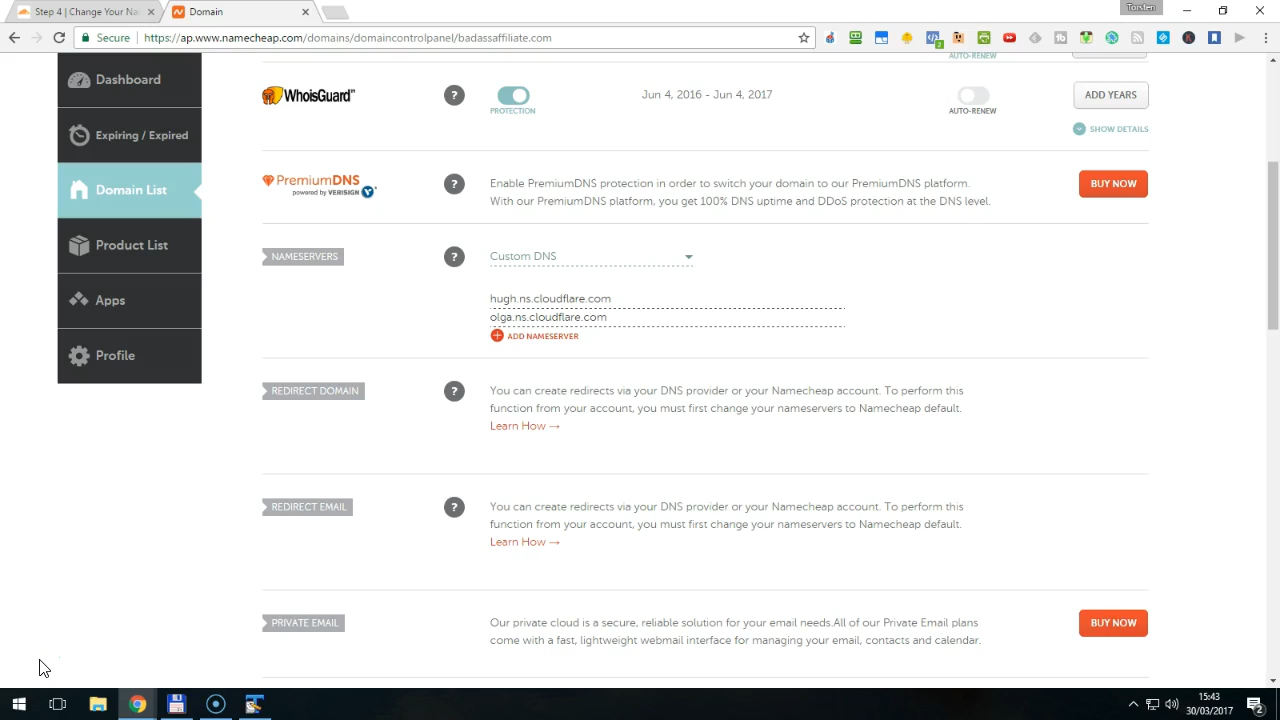 Step 4 | Change Your Na
Domain
Torsten
Secure
https://ap.www.namecheap.com/domains/domaincontrolpanel/badassaffiliate.com
AUTO-RENEW
Dashboard
Expiring / Expired
Domain List
Product List
Apps
Profile
WhoisGuard
?
PROTECTION
Jun 4, 2016 - Jun 4, 2017
AUTO-RENEW
ADD YEARS
SHOW DETAILS
PremiumDNS
powered by VERISIGN
?
Enable PremiumDNS protection in order to switch your domain to our PremiumDNS platform.
With our PremiumDNS platform, you get 100% DNS uptime and DDoS protection at the DNS level.
BUY NOW
NAMESERVERS
?
Custom DNS
hugh.ns.cloudflare.com
olga.ns.cloudflare.com
ADD NAMESERVER
REDIRECT DOMAIN
?
You can create redirects via your DNS provider or your Namecheap account. To perform this
function from your account, you must first change your nameservers to Namecheap default.
Learn How →
REDIRECT EMAIL
?
You can create redirects via your DNS provider or your Namecheap account. To perform this
function from your account, you must first change your nameservers to Namecheap default.
Learn How →
PRIVATE EMAIL
Our private cloud is a secure, reliable solution for your email needs.All of our Private Email plans
come with a fast, lightweight webmail interface for managing your email, contacts and calendar.
BUY NOW
15:43
30/03/2017
2